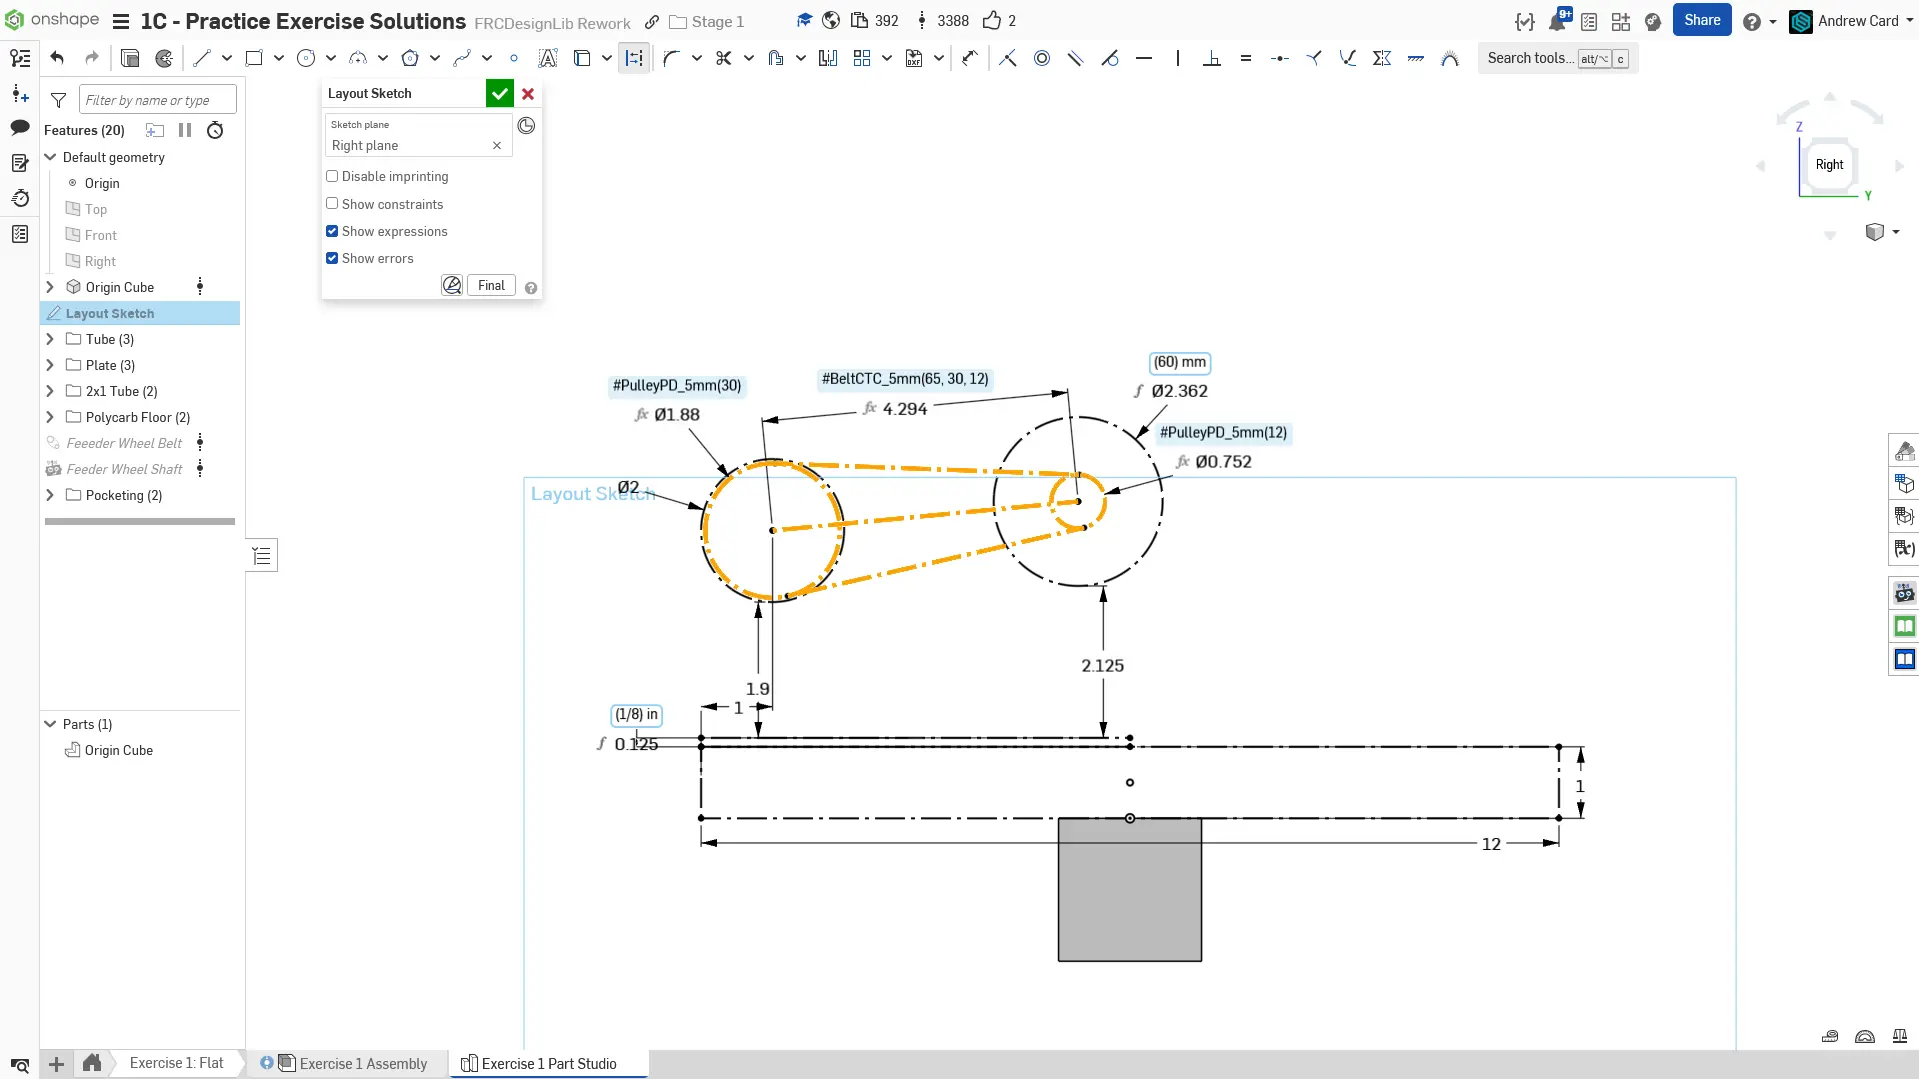 onshape
1C - Practice Exercise Solutions
FRCDesignLib Rework
Stage 1
392
3388
2
9+
Share
Andrew Card
Search tools...
alt/⌥
c
Filter by name or type
Features (20)
Default geometry
Origin
Top
Front
Right
Origin Cube
Layout Sketch
Tube (3)
Plate (3)
2x1 Tube (2)
Polycarb Floor (2)
Feeeder Wheel Belt
Feeder Wheel Shaft
Pocketing (2)
Parts (1)
Origin Cube
Layout Sketch
Sketch plane
Right plane
Disable imprinting
Show constraints
Show expressions
Show errors
Final
Z
Right
Y
(60) mm
ƒ Ø2.362
#PulleyPD_5mm(30)
fx Ø1.88
#BeltCTC_5mm(65, 30, 12)
fx 4.294
#PulleyPD_5mm(12)
fx Ø0.752
Layout Sketch
Ø2
2.125
1.9
1
(1/8) in
ƒ 0.125
1
12
Exercise 1: Flat
Exercise 1 Assembly
Exercise 1 Part Studio